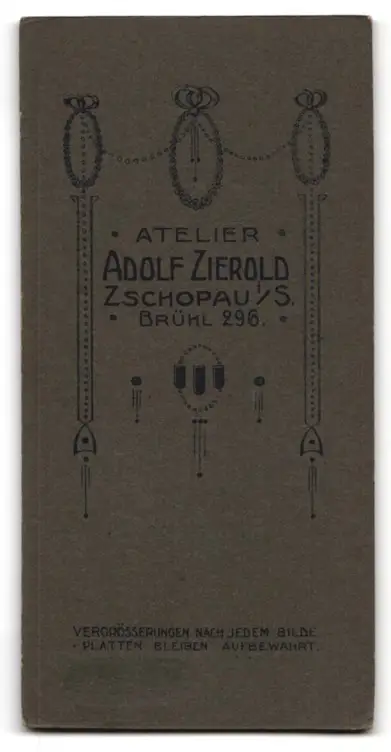 • ATELIER •
ADOLF ZIEROLD
ZSCHOPAU i/S.
• BRÜHL 296. •
VERGRÖSSERUNGEN NACH JEDEM BILDE
• PLATTEN BLEIBEN AUFBEWAHRT.